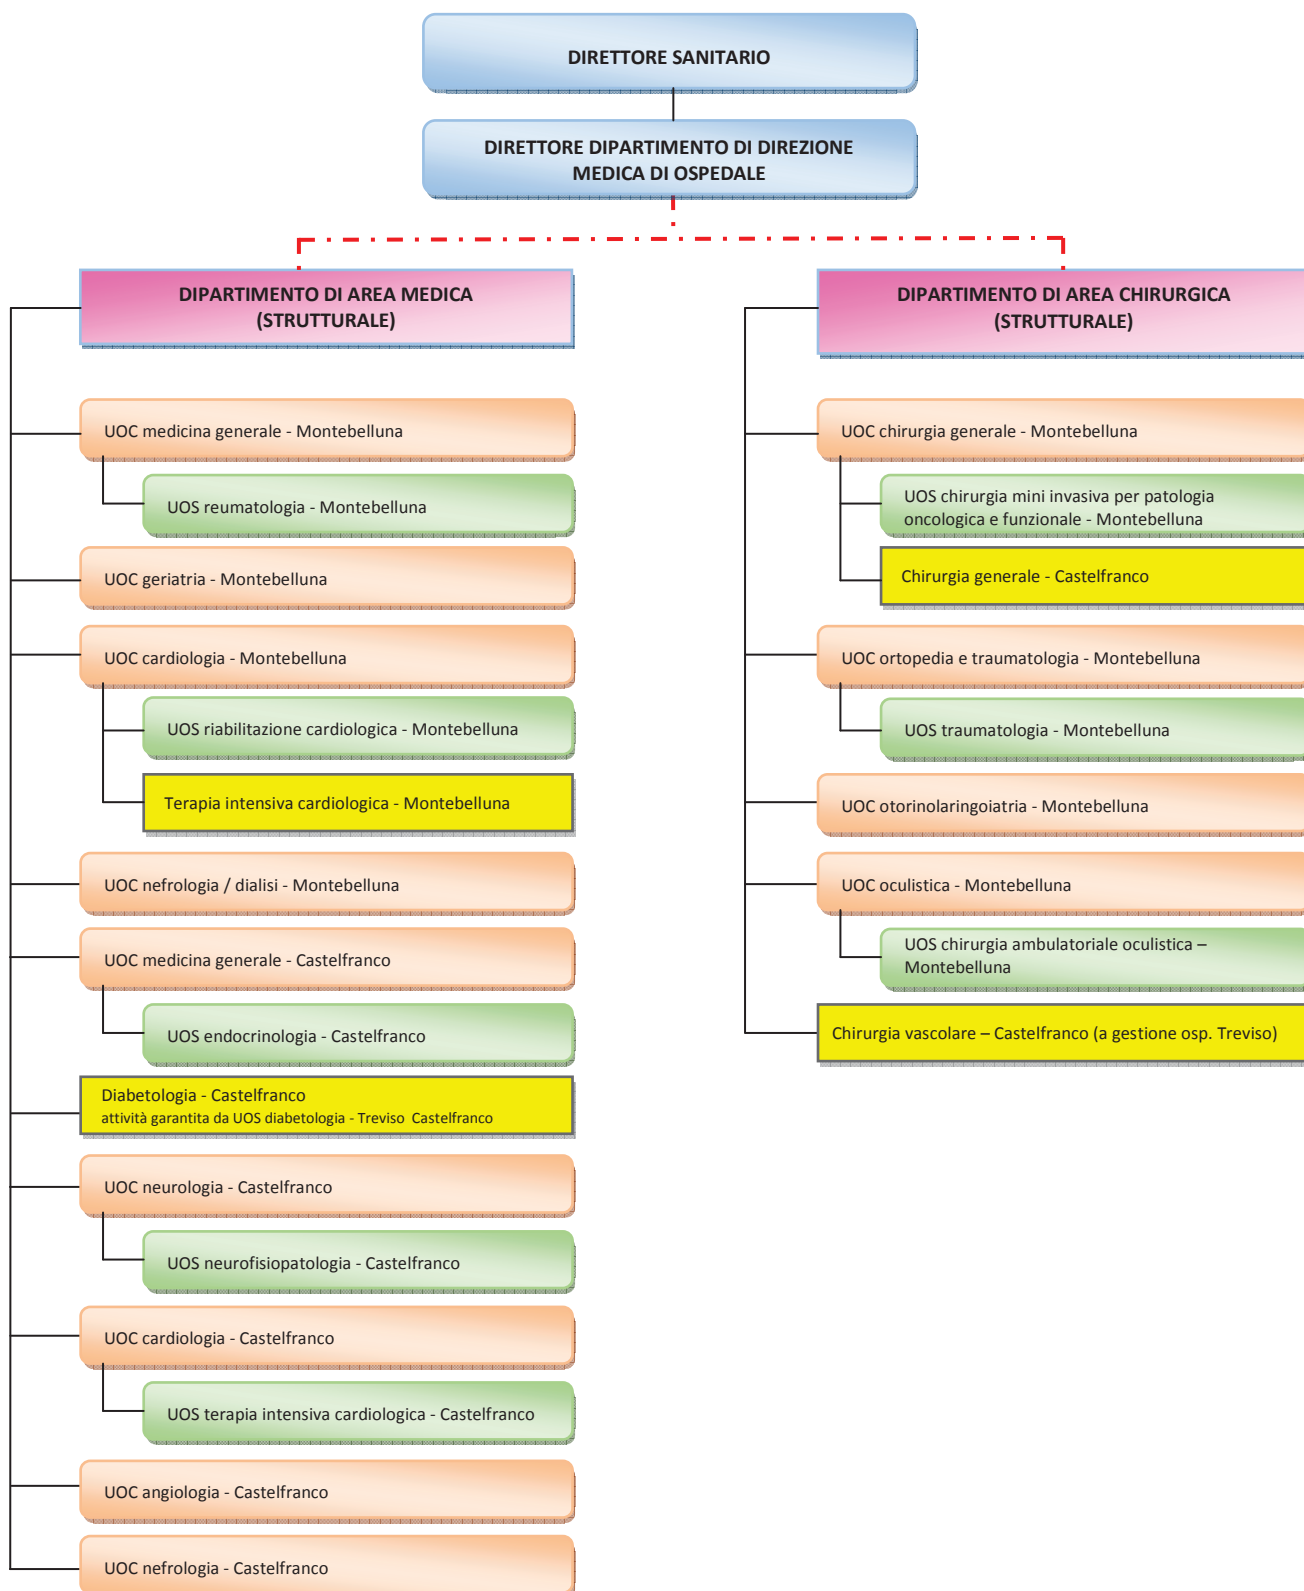 DIRETTORE SANITARIO
DIRETTORE DIPARTIMENTO DI DIREZIONE
MEDICA DI OSPEDALE
DIPARTIMENTO DI AREA MEDICA
(STRUTTURALE)
UOC medicina generale - Montebelluna
UOS reumatologia - Montebelluna
UOC geriatria - Montebelluna
UOC cardiologia - Montebelluna
UOS riabilitazione cardiologica - Montebelluna
Terapia intensiva cardiologica - Montebelluna
UOC nefrologia / dialisi - Montebelluna
UOC medicina generale - Castelfranco
UOS endocrinologia - Castelfranco
Diabetologia - Castelfranco
attività garantita da UOS diabetologia - Treviso Castelfranco
UOC neurologia - Castelfranco
UOS neurofisiopatologia - Castelfranco
UOC cardiologia - Castelfranco
UOS terapia intensiva cardiologica - Castelfranco
UOC angiologia - Castelfranco
UOC nefrologia - Castelfranco
DIPARTIMENTO DI AREA CHIRURGICA
(STRUTTURALE)
UOC chirurgia generale - Montebelluna
UOS chirurgia mini invasiva per patologia
oncologica e funzionale - Montebelluna
Chirurgia generale - Castelfranco
UOC ortopedia e traumatologia - Montebelluna
UOS traumatologia - Montebelluna
UOC otorinolaringoiatria - Montebelluna
UOC oculistica - Montebelluna
UOS chirurgia ambulatoriale oculistica –
Montebelluna
Chirurgia vascolare – Castelfranco (a gestione osp. Treviso)